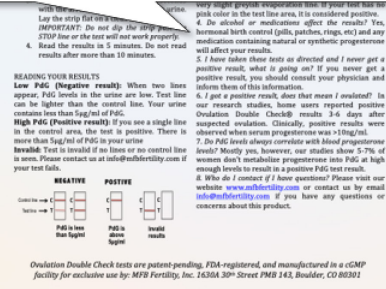 with the
urine.
Lay the strip flat on a
IMPORTANT: Do not dip the strip
STOP line or the test will not work properly.
4. Read the results in 5 minutes. Do not read
results after more than 10 minutes.
READING YOUR RESULTS
Low PdG (Negative result): When two lines
appear, PdG levels in the urine are low. Test line
can be lighter than the control line. Your urine
contains less than 5µg/ml of PdG.
High PdG (Positive result): If you see a single line
in the control area, the test is positive. There is
more than 5µg/ml of PdG in your urine
Invalid: Test is invalid if no lines or no control line
is seen. Please contact us at info@mfbfertility.com if
your test fails.
NEGATIVE POSTIVE
Control line C C C C
Test line T T T T
PdG is less than 5µg/ml
PdG is above 5µg/ml
Invalid results
very slight greyish evaporation line. If your test has no
pink color in the test line area, it is considered positive.
4. Do alcohol or medications affect the results? Yes,
hormonal birth control (pills, patches, rings, etc) and any
medication containing natural or synthetic progesterone
will affect your results.
5. I have taken these tests as directed and I never get a
positive result, what is going on? If you never get a
positive result, you should consult your physician and
inform them of this information.
6. I got a positive result, does that mean I ovulated? In
our research studies, home users reported positive
Ovulation Double Check® results 3-6 days after
suspected ovulation. Clinically, positive results were
observed when serum progesterone was >10ng/ml.
7. Do PdG levels always correlate with blood progesterone
levels? Mostly yes, however, our studies show 5-7% of
women don't metabolize progesterone into PdG at high
enough levels to result in a positive PdG test result.
8. Who do I contact if I have questions? Please visit our
website www.mfbfertility.com or contact us by email
info@mfbfertility.com if you have any questions or
concerns about this product.
Ovulation Double Check tests are patent-pending, FDA-registered, and manufactured in a cGMP
facility for exclusive use by: MFB Fertility, Inc. 1630A 30th Street PMB 143, Boulder, CO 80301